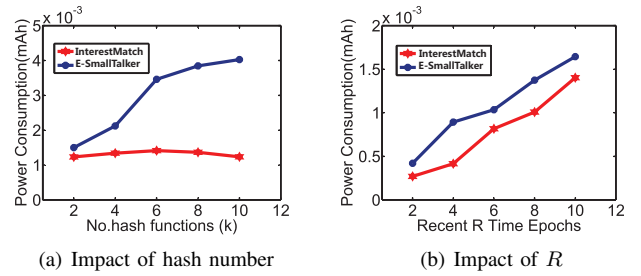 5 x 10^-3
InterestMatch
E-SmallTalker
4
3
2
1
0
2 4 6 8 10 12
Power Consumption(mAh)
No.hash functions (k)
(a) Impact of hash number
2 x 10^-3
InterestMatch
E-SmallTalker
1.5
1
0.5
0
2 4 6 8 10 12
Power Consumption(mAh)
Recent R Time Epochs
(b) Impact of R